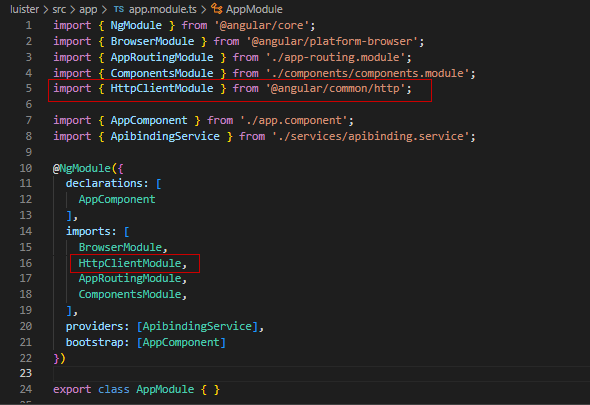 luister > src > app > app.module.ts > AppModule
1 import { NgModule } from '@angular/core';
2 import { BrowserModule } from '@angular/platform-browser';
3 import { AppRoutingModule } from './app-routing.module';
4 import { ComponentsModule } from './components/components.module';
5 import { HttpClientModule } from '@angular/common/http';
6
7 import { AppComponent } from './app.component';
8 import { ApibindingService } from './services/apibinding.service';
9
10 @NgModule({
11 declarations: [
12 AppComponent
13 ],
14 imports: [
15 BrowserModule,
16 HttpClientModule,
17 AppRoutingModule,
18 ComponentsModule,
19 ],
20 providers: [ApibindingService],
21 bootstrap: [AppComponent]
22 })
23
24 export class AppModule { }